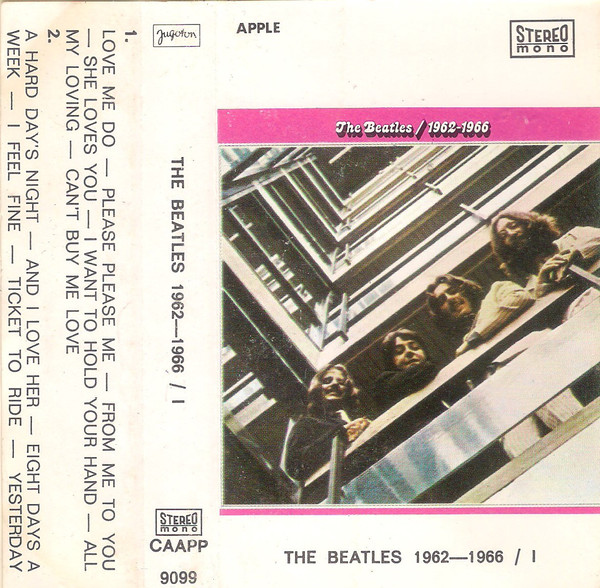 1.
LOVE ME DO — PLEASE PLEASE ME — FROM ME TO YOU
— SHE LOVES YOU — I WANT TO HOLD YOUR HAND — ALL
MY LOVING — CAN'T BUY ME LOVE
2.
A HARD DAY'S NIGHT — AND I LOVE HER — EIGHT DAYS A
WEEK — I FEEL FINE — TICKET TO RIDE — YESTERDAY
Jugoton
THE BEATLES 1962—1966 / I
STEREO
mono
CAAPP
9099
APPLE
STEREO
mono
The Beatles / 1962-1966
THE BEATLES 1962—1966 / I